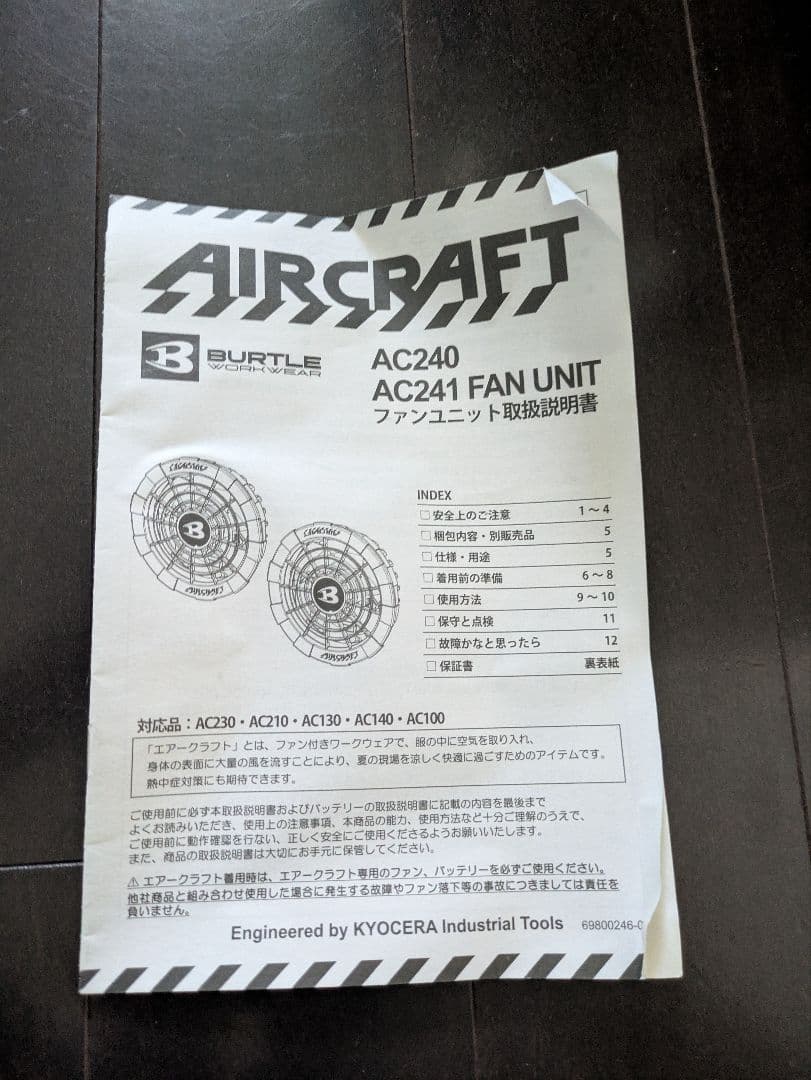 AIRCRAFT
B BURTLE
WORKWEAR
AC240
AC241 FAN UNIT
ファンユニット取扱説明書
AIRCRAFT
B
AIRCRAFT
AIRCRAFT
B
AIRCRAFT
INDEX
□ 安全上のご注意 1～4
□ 梱包内容・別販売品 5
□ 仕様・用途 5
□ 着用前の準備 6～8
□ 使用方法 9～10
□ 保守と点検 11
□ 故障かなと思ったら 12
□ 保証書 裏表紙
対応品：AC230・AC210・AC130・AC140・AC100
「エアークラフト」とは、ファン付きワークウェアで、服の中に空気を取り入れ、
身体の表面に大量の風を流すことにより、夏の現場を涼しく快適に過ごすためのアイテムです。
熱中症対策にも期待できます。
ご使用前に必ず本取扱説明書およびバッテリーの取扱説明書に記載の内容を最後まで
よくお読みいただき、使用上の注意事項、本商品の能力、使用方法など十分ご理解のうえで、
ご使用前に動作確認を行ない、正しく安全にご使用くださるようお願いいたします。
また、商品の取扱説明書は大切にお手元に保管してください。
⚠ エアークラフト着用時は、エアークラフト専用のファン、バッテリーを必ずご使用ください。
他社商品と組み合わせ使用した場合に発生する故障やファン落下等の事故につきましては責任を
負いません。
Engineered by KYOCERA Industrial Tools 69800246-0